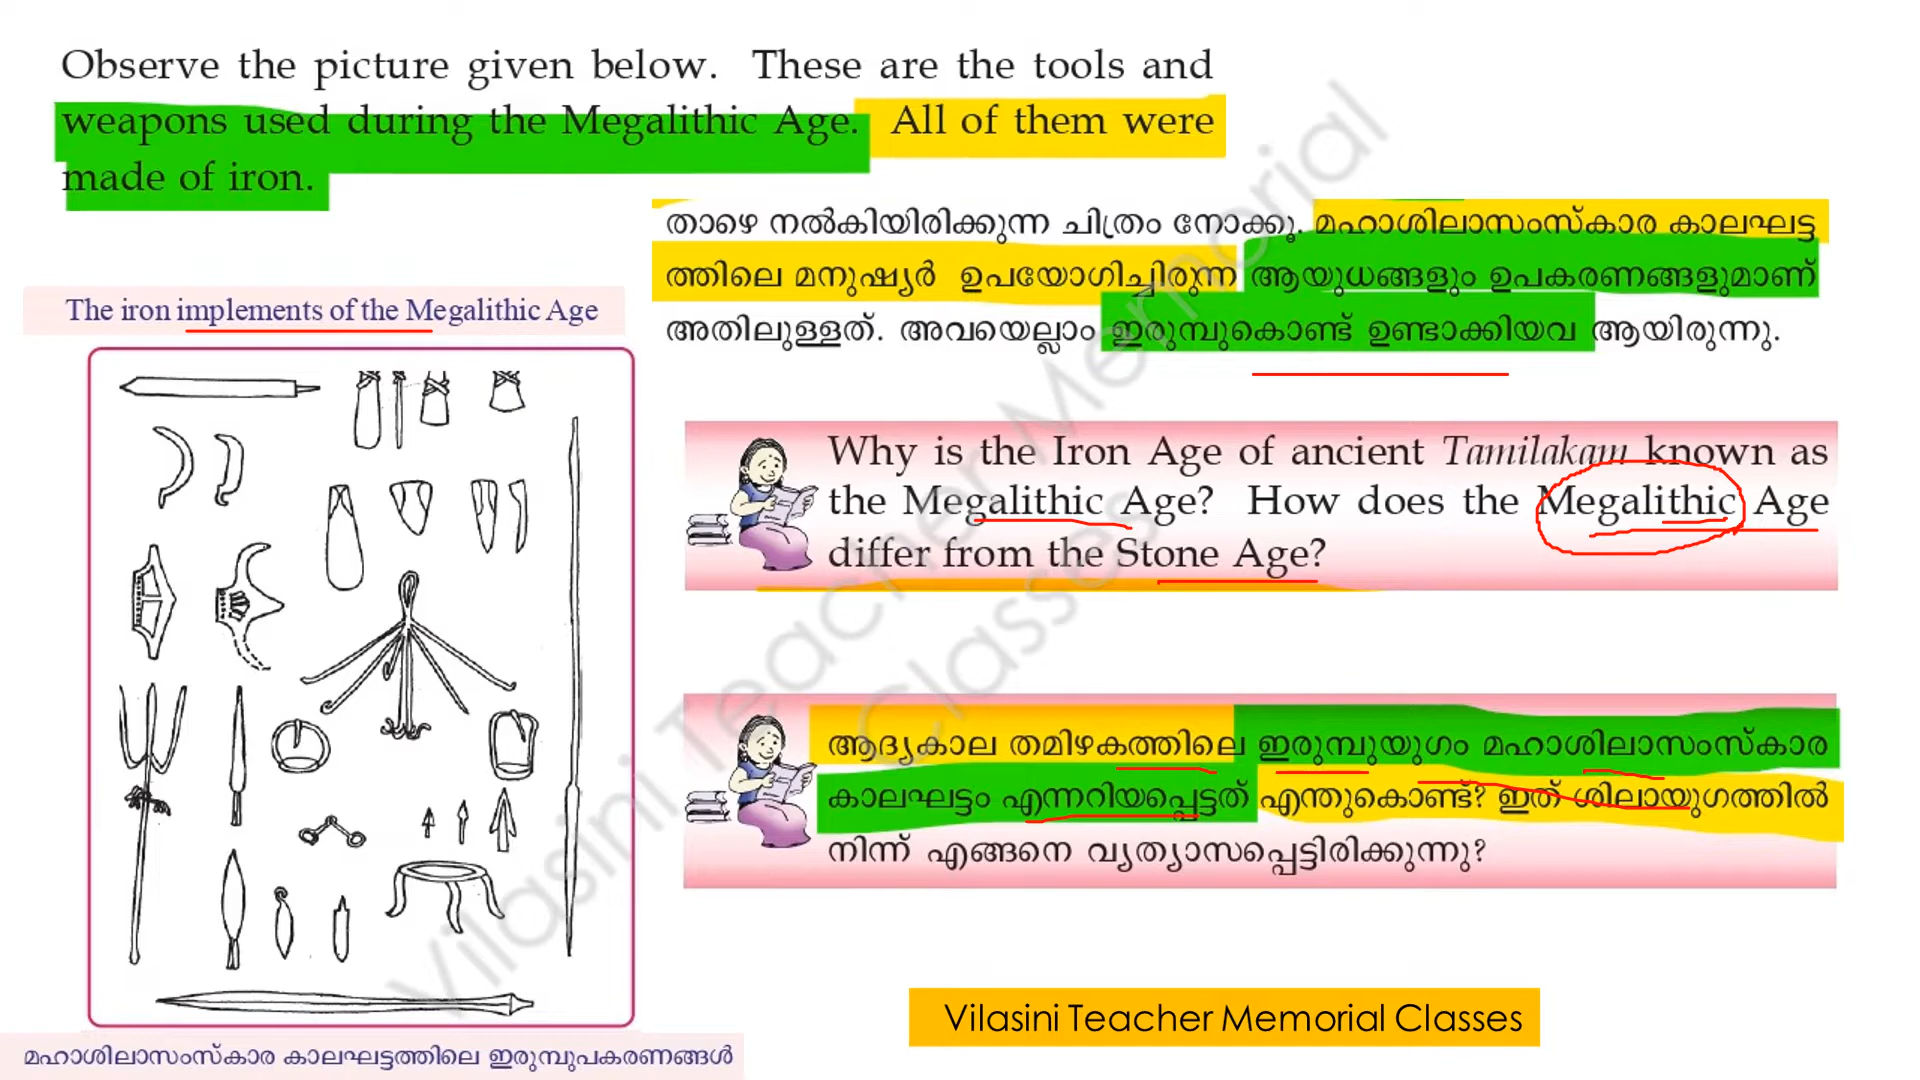 Observe the picture given below. These are the tools and
weapons used during the Megalithic Age. All of them were
made of iron.
താഴെ നൽകിയിരിക്കുന്ന ചിത്രം നോക്കൂ. മഹാശിലാസംസ്കാര കാലഘട്ട
ത്തിലെ മനുഷ്യർ ഉപയോഗിച്ചിരുന്ന ആയുധങ്ങളും ഉപകരണങ്ങളുമാണ്
അതിലുള്ളത്. അവയെല്ലാം ഇരുമ്പുകൊണ്ട് ഉണ്ടാക്കിയവ ആയിരുന്നു.
The iron implements of the Megalithic Age
Why is the Iron Age of ancient Tamilakam known as
the Megalithic Age? How does the Megalithic Age
differ from the Stone Age?
ആദ്യകാല തമിഴകത്തിലെ ഇരുമ്പുയുഗം മഹാശിലാസംസ്കാര
കാലഘട്ടം എന്നറിയപ്പെട്ടത് എന്തുകൊണ്ട്? ഇത് ശിലായുഗത്തിൽ
നിന്ന് എങ്ങനെ വ്യത്യാസപ്പെട്ടിരിക്കുന്നു?
Vilasini Teacher Memorial Classes
മഹാശിലാസംസ്കാര കാലഘട്ടത്തിലെ ഇരുമ്പുപകരണങ്ങൾ
Vilasini Teacher Memorial
Classes